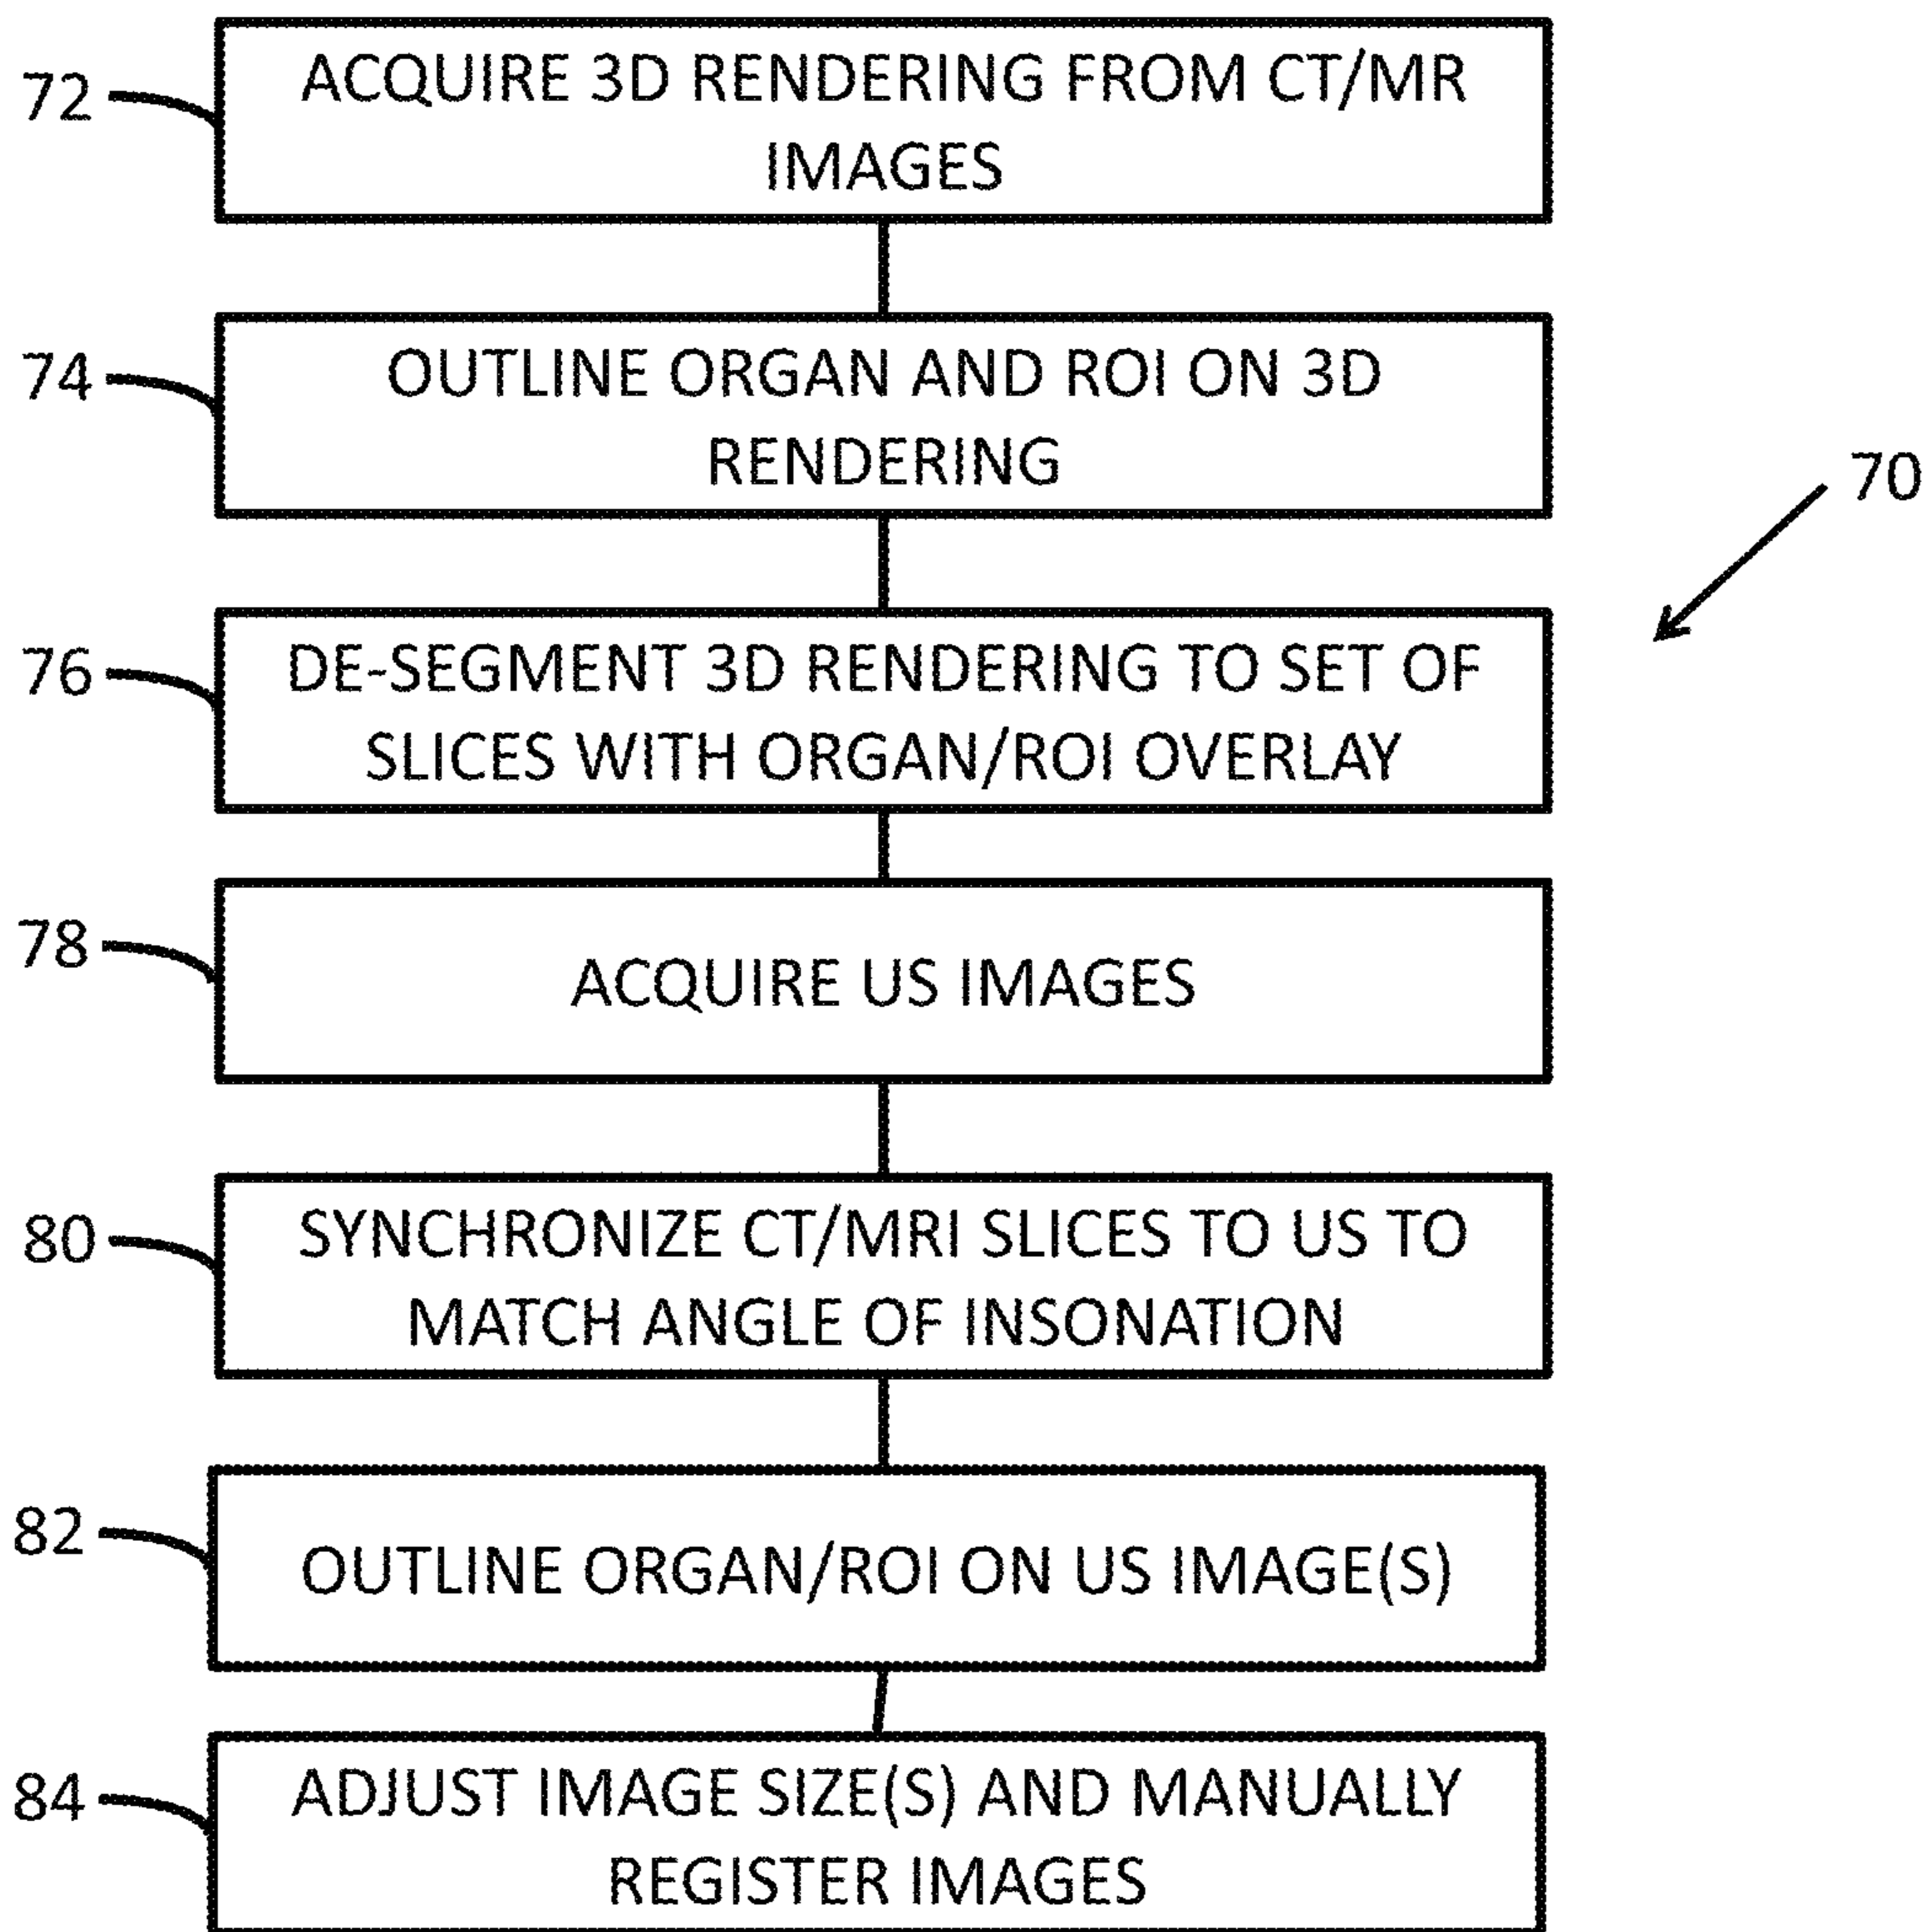 72
ACQUIRE 3D RENDERING FROM CT/MR
IMAGES
74
OUTLINE ORGAN AND ROI ON 3D
RENDERING
70
76
DE-SEGMENT 3D RENDERING TO SET OF
SLICES WITH ORGAN/ROI OVERLAY
78
ACQUIRE US IMAGES
80
SYNCHRONIZE CT/MRI SLICES TO US TO
MATCH ANGLE OF INSONATION
82
OUTLINE ORGAN/ROI ON US IMAGE(S)
84
ADJUST IMAGE SIZE(S) AND MANUALLY
REGISTER IMAGES